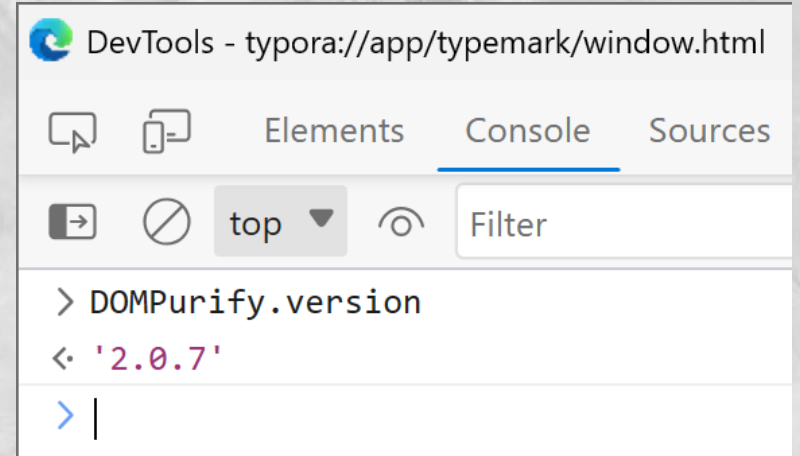 DevTools - typora://app/typemark/window.html
Elements Console Sources
top Filter
> DOMPurify.version
'2.0.7'
>